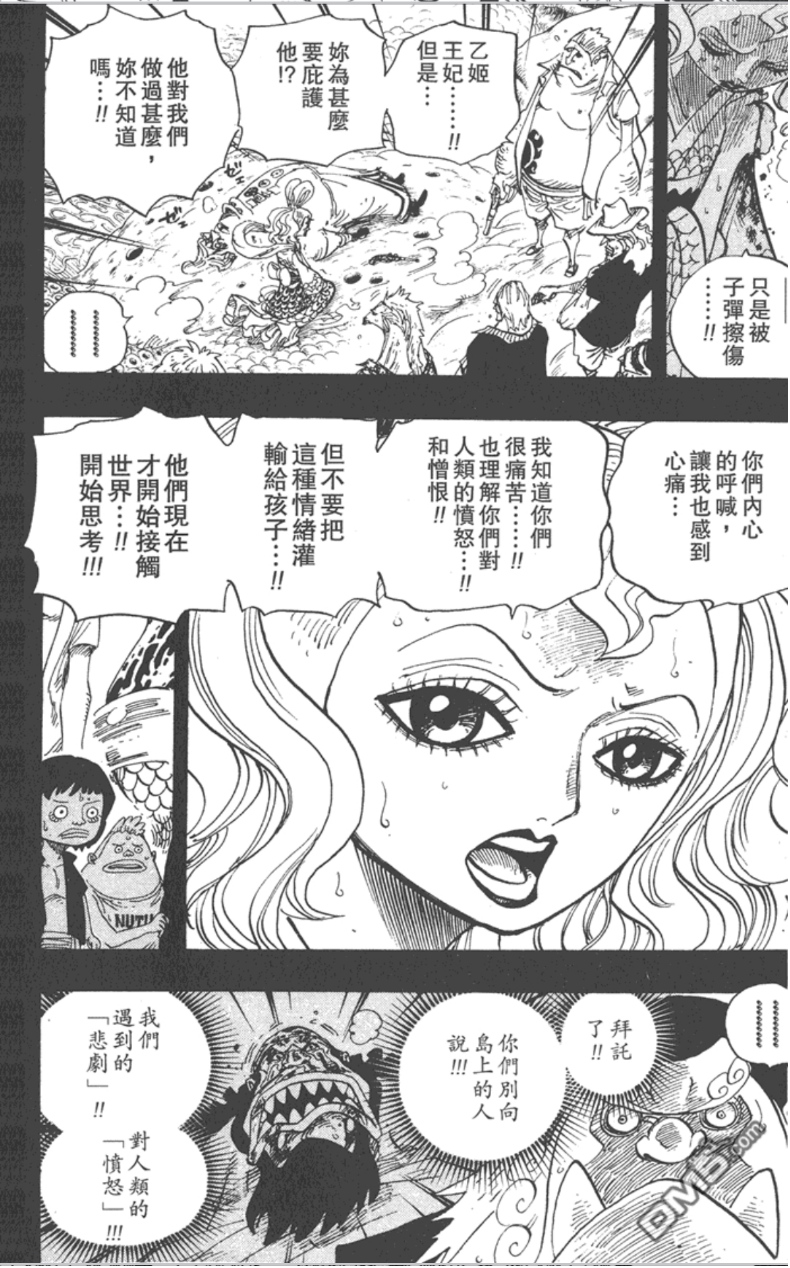 只是被
子彈擦傷
……!!
乙姬
王妃………!!
但是…
妳為甚麼
要庇護
他!?
他對我們
做過甚麼，
妳不知道
嗎…!!
ゼェ
ゼェ
………
你們內心
的呼喊，
讓我也感到
心痛…
我知道你們
很痛苦……!!
也理解你們對
人類的憤怒…!!
和憎恨!!
但不要把
這種情緒灌
輸給孩子…!!
他們現在
才開始接觸
世界…!!
開始思考!!!
NUTU
………
拜託
了!!
你們別向
島上的人
說!!!
我們
遇到的
「悲劇」!!
對人類的
「憤怒」!!!
DM5.com